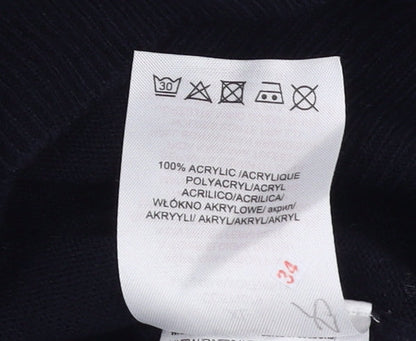 30
100% ACRYLIC /ACRYLIQUE
POLYACRYL/ACRYL
ACRILICO/ACRILICA/
WŁÓKNO AKRYLOWE/ акрил/
AKRYYLI/ AkRYL/AKRYL/AKRYL
34